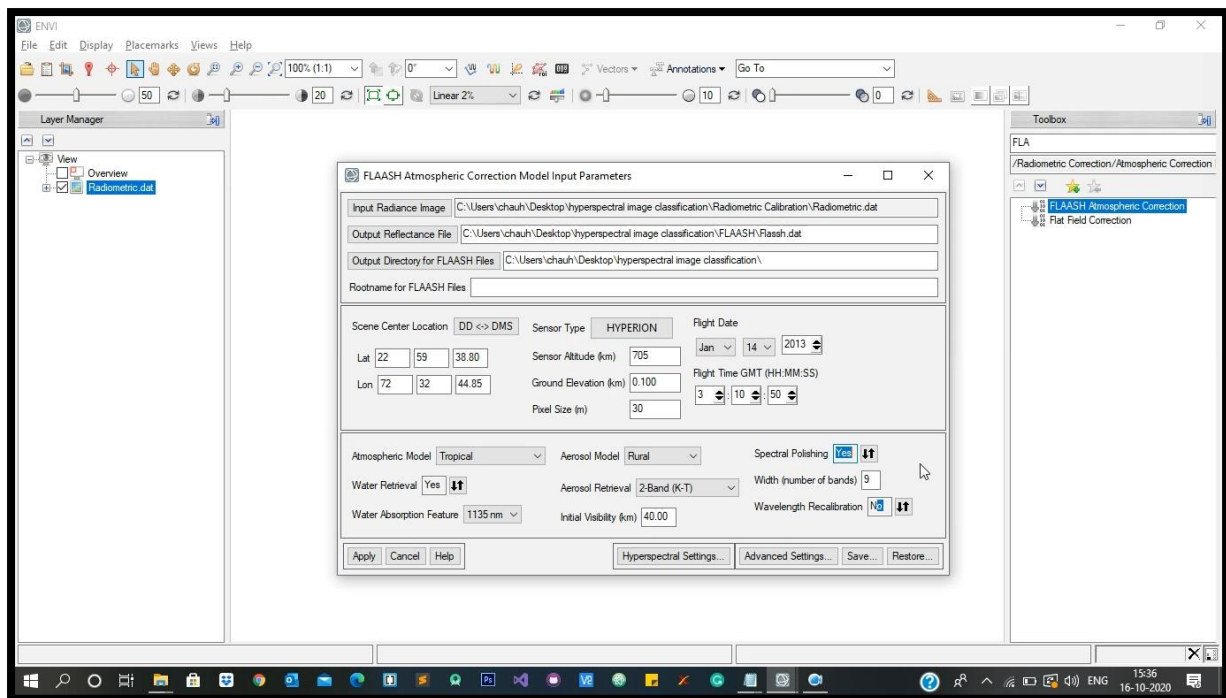 ENVI
File Edit Display Placemarks Views Help
100% (1:1) 0° Vectors Annotations Go To
50 20 Linear 2% 10 0
Layer Manager
View
Overview
Radiometric.dat
Toolbox
FLA
/Radiometric Correction/Atmospheric Correction
FLAASH Atmospheric Correction
Flat Field Correction
FLAASH Atmospheric Correction Model Input Parameters
Input Radiance Image C:\Users\chauh\Desktop\hyperspectral image classification\Radiometric Calibration\Radiometric.dat
Output Reflectance File C:\Users\chauh\Desktop\hyperspectral image classification\FLAASH\Flassh.dat
Output Directory for FLAASH Files C:\Users\chauh\Desktop\hyperspectral image classification\
Rootname for FLAASH Files
Scene Center Location DD <-> DMS Sensor Type HYPERION Flight Date
Jan 14 2013
Lat 22 59 38.80 Sensor Altitude (km) 705
Flight Time GMT (HH:MM:SS)
Lon 72 32 44.85 Ground Elevation (km) 0.100 3 : 10 : 50
Pixel Size (m) 30
Atmospheric Model Tropical Aerosol Model Rural Spectral Polishing Yes
Water Retrieval Yes Aerosol Retrieval 2-Band (K-T) Width (number of bands) 9
Water Absorption Feature 1135 nm Initial Visibility (km) 40.00 Wavelength Recalibration No
Apply Cancel Help Hyperspectral Settings... Advanced Settings... Save... Restore...
ENG 15:36
16-10-2020